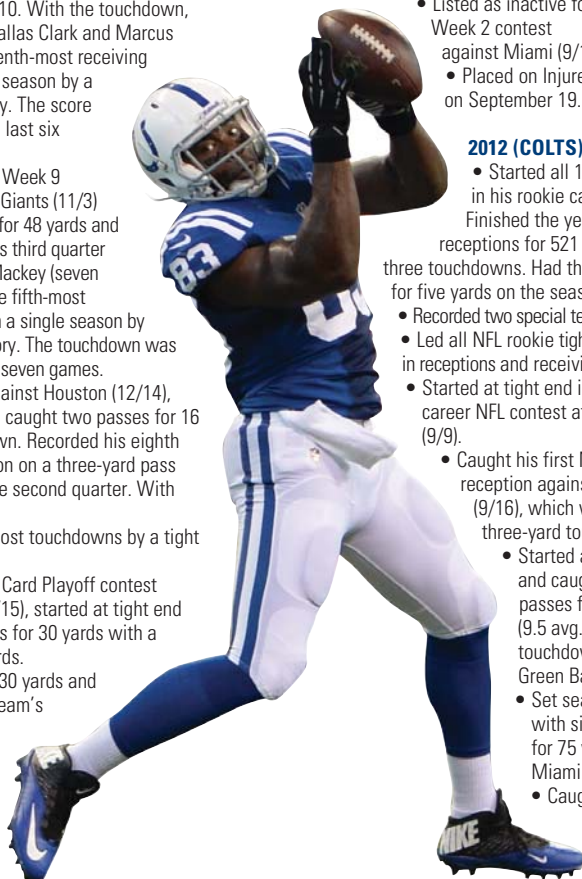 10. With the touchdown,
allas Clark and Marcus
enth-most receiving
season by a
y. The score
last six
Week 9
Giants (11/3)
for 48 yards and
s third quarter
Mackey (seven
e fifth-most
n a single season by
ory. The touchdown was
seven games.
ainst Houston (12/14),
caught two passes for 16
wn. Recorded his eighth
on on a three-yard pass
e second quarter. With
ost touchdowns by a tight
Card Playoff contest
/15), started at tight end
s for 30 yards with a
rds.
30 yards and
eam’s
83
NIKE
NIKE
• Listed as inactive fo
Week 2 contest
against Miami (9/1
• Placed on Injure
on September 19.
2012 (COLTS)
• Started all 1
in his rookie ca
Finished the ye
receptions for 521
three touchdowns. Had th
for five yards on the seas
• Recorded two special te
• Led all NFL rookie tigh
in receptions and receivi
• Started at tight end i
career NFL contest a
(9/9).
• Caught his first N
reception agains
(9/16), which w
three-yard to
• Started a
and caug
passes f
(9.5 avg.
touchdow
Green Ba
• Set sea
with si
for 75
Miami
• Caug